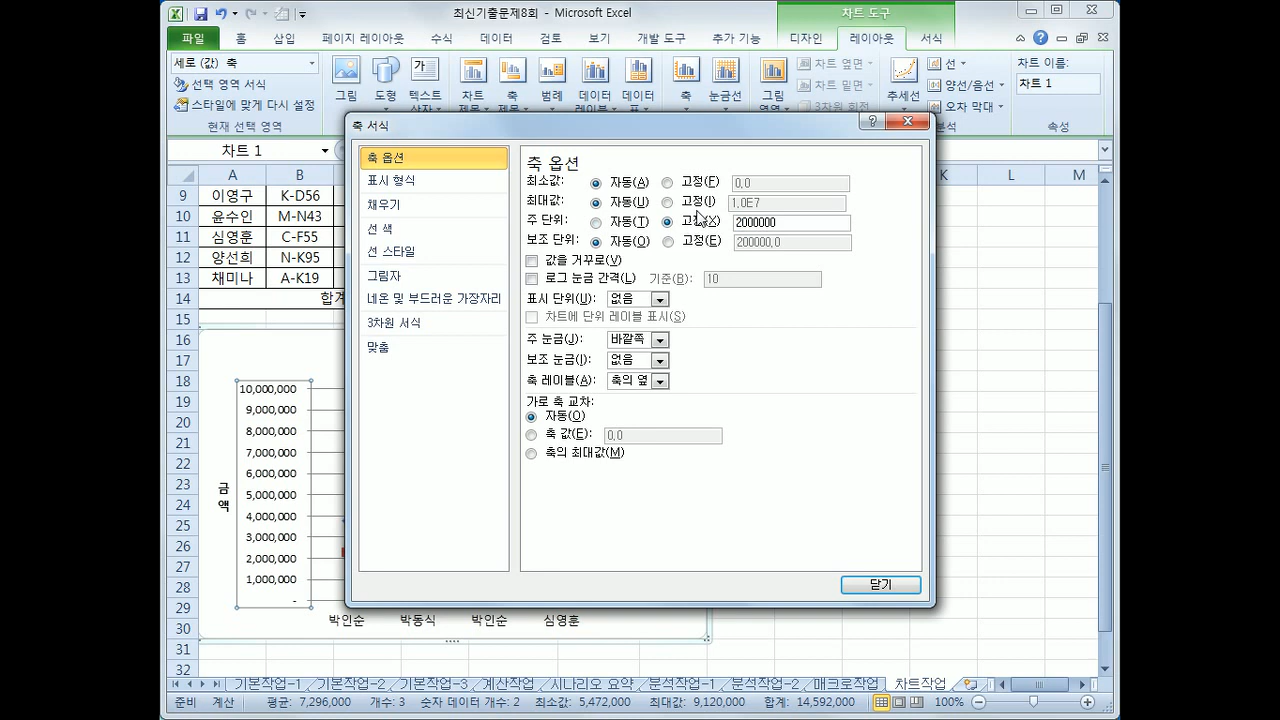 최신기출문제8회 - Microsoft Excel
차트 도구
파일 홈 삽입 페이지 레이아웃 수식 데이터 검토 보기 개발 도구 추가 기능 디자인 레이아웃 서식
세로 (값) 축
선택 영역 서식
스타일에 맞게 다시 설정
현재 선택 영역
그림 도형 텍스트 차트 축 범례 데이터 데이터 축 눈금선 그림 추세선
차트 옆면
차트 밑면
3차원 회전
선
양선/음선
오차 막대
분석
차트 이름:
차트 1
속성
차트 1
축 서식
축 옵션
표시 형식
채우기
선 색
선 스타일
그림자
네온 및 부드러운 가장자리
3차원 서식
맞춤
축 옵션
최소값: 자동(A) 고정(F) 0.0
최대값: 자동(U) 고정(I) 1.0E7
주 단위: 자동(T) 고정(X) 2000000
보조 단위: 자동(O) 고정(E) 200000.0
값을 거꾸로(V)
로그 눈금 간격(L) 기준(B): 10
표시 단위(U): 없음
차트에 단위 레이블 표시(S)
주 눈금(J): 바깥쪽
보조 눈금(I): 없음
축 레이블(A): 축의 옆
가로 축 교차:
자동(O)
축 값(E): 0.0
축의 최대값(M)
닫기
A B K L M
9 이영구 K-D56
10 윤수인 M-N43
11 심영훈 C-F55
12 양선희 N-K95
13 채미나 A-K19
14 합계
15
16
17
18
19
20
21
22
23
24
25
26
27
28
29
30
31
32
10,000,000
9,000,000
8,000,000
7,000,000
6,000,000
5,000,000
4,000,000
3,000,000
2,000,000
1,000,000
-
금액
박인순 박동식 박인순 심영훈
기본작업-1 기본작업-2 기본작업-3 계산작업 시나리오 요약 분석작업-1 분석작업-2 매크로작업 차트작업
준비 계산 평균: 7,296,000 개수: 3 숫자 데이터 개수: 2 최소값: 5,472,000 최대값: 9,120,000 합계: 14,592,000 100%